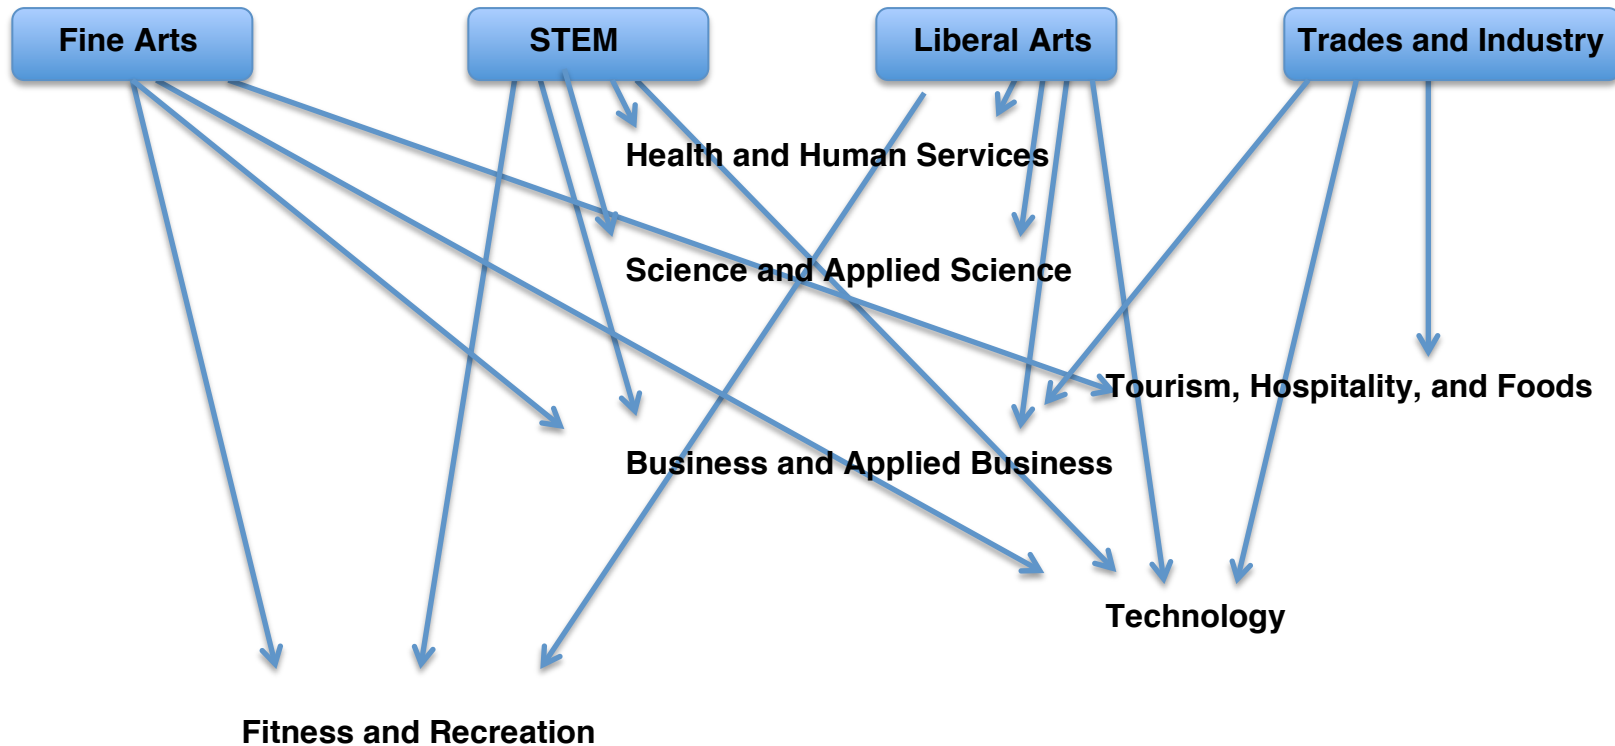 Fine Arts
STEM
Liberal Arts
Trades and Industry
Health and Human Services
Science and Applied Science
Tourism, Hospitality, and Foods
Business and Applied Business
Technology
Fitness and Recreation